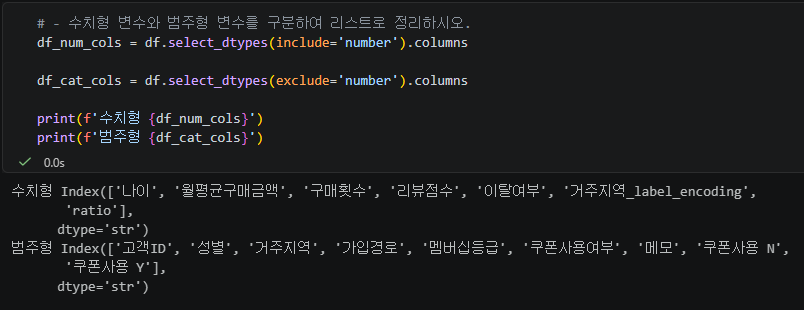 # - 수치형 변수와 범주형 변수를 구분하여 리스트로 정리하시오.
df_num_cols = df.select_dtypes(include='number').columns
df_cat_cols = df.select_dtypes(exclude='number').columns
print(f'수치형 {df_num_cols}')
print(f'범주형 {df_cat_cols}')
0.0s
수치형 Index(['나이', '월평균구매금액', '구매횟수', '리뷰점수', '이탈여부', '거주지역_label_encoding',
'ratio'],
dtype='str')
범주형 Index(['고객ID', '성별', '거주지역', '가입경로', '멤버십등급', '쿠폰사용여부', '메모', '쿠폰사용 N',
'쿠폰사용 Y'],
dtype='str')